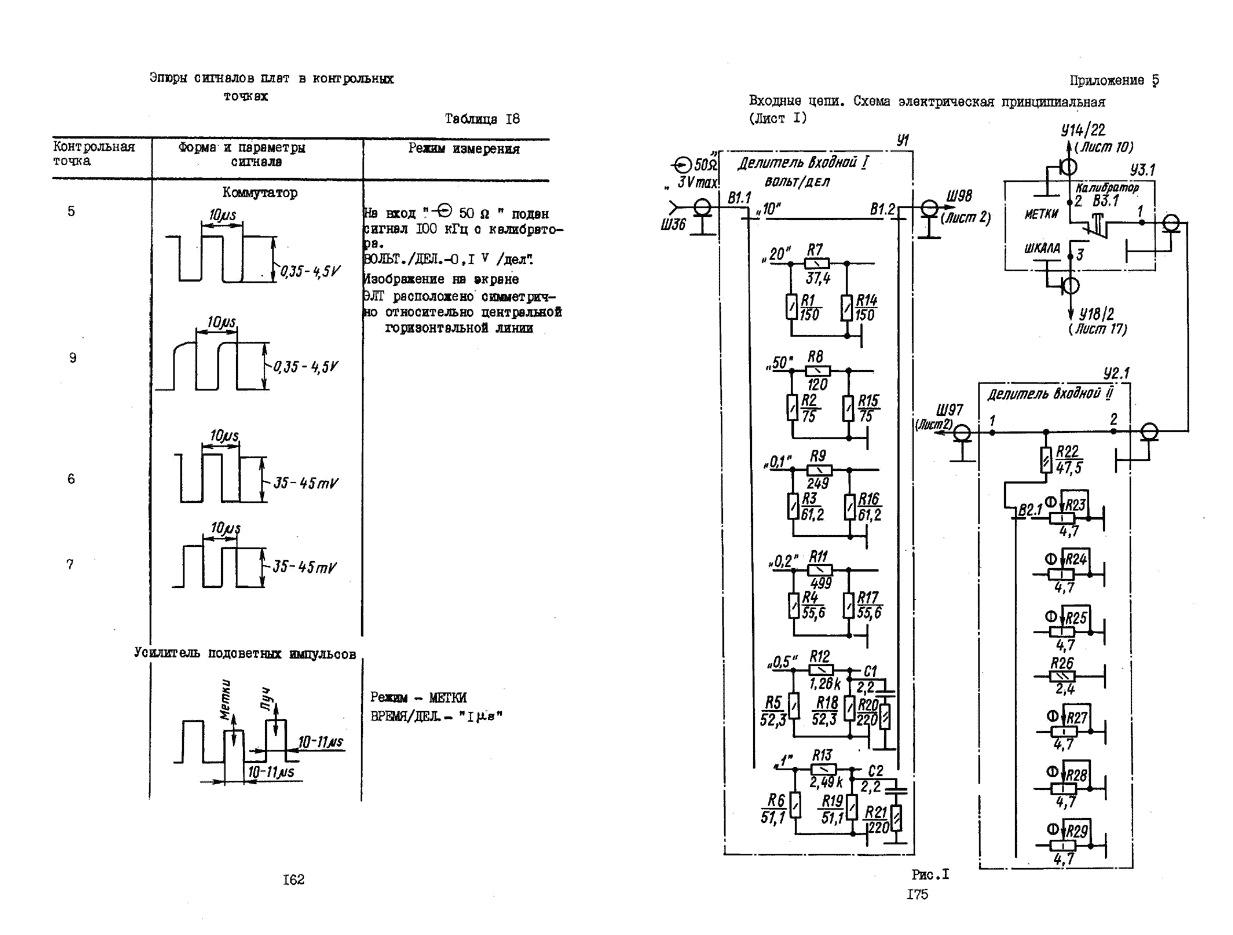 Эпюры сигналов плат в контрольных
точках
Таблица I8
Контрольная
точка
Форма и параметры
сигнала
Режим измерения
Коммутатор
5
10µs
0,35-4,5V
На вход "50 Ω " подан
сигнал I00 кГц с калибрато-
ра.
ВОЛЬТ./ДЕЛ.-0,I V /дел".
Изображение на экране
ЭЛТ расположено симметрич-
но относительно центральной
горизонтальной линии
9
10µs
0,35-4,5V
6
10µs
35-45mV
7
10µs
35-45mV
Усилитель подсветных импульсов
Метки
Луч
10-11µs
10-11µs
Режим – МЕТКИ
ВРЕМЯ/ДЕЛ.– "Iµs"
I62
Приложение 5
Входные цепи. Схема электрическая принципиальная
(Лист I)
У1
50Ω"
„ 3Vmax
Ш36
Делитель входной I
ВОЛЬТ/ДЕЛ
В1.1
„10"
В1.2
Ш98
(Лист 2)
„20"
R7
37,4
R1
150
R14
150
„50"
R8
120
R2
75
R15
75
„0,1"
R9
249
R3
61,2
R16
61,2
„0,2"
R11
499
R4
55,6
R17
55,6
„0,5"
R12
1,26k
C1
2,2
R5
52,3
R18
52,3
R20
220
„1"
R13
2,49k
C2
2,2
R6
51,1
R19
51,1
R21
220
У14/22
(Лист 10)
У3.1
Калибратор
МЕТКИ
2
В3.1
1
ШКАЛА
3
У18/2
(Лист 17)
У2.1
Делитель входной II
Ш97
(Лист2)
1
2
R22
47,5
В2.1
R23
4,7
R24
4,7
R25
4,7
R26
2,4
R27
4,7
R28
4,7
R29
4,7
Рис.I
I75